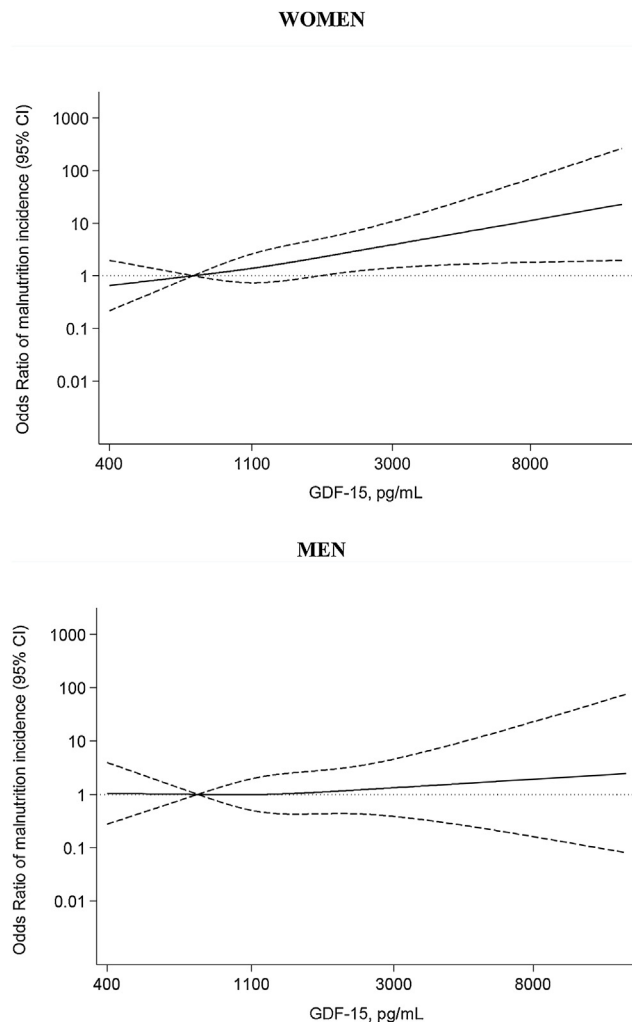 WOMEN
Odds Ratio of malnutrition incidence (95% CI)
1000
100
10
1
0.1
0.01
400 1100 3000 8000
GDF-15, pg/mL
MEN
Odds Ratio of malnutrition incidence (95% CI)
1000
100
10
1
0.1
0.01
400 1100 3000 8000
GDF-15, pg/mL